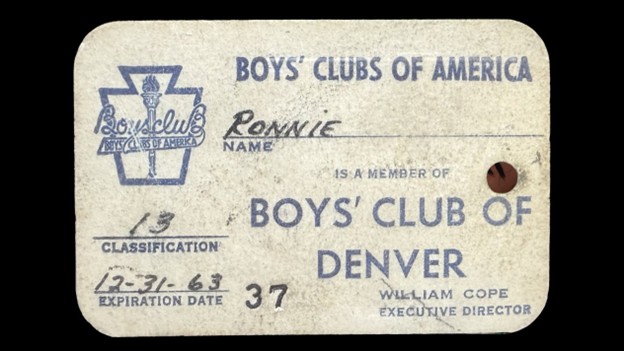 BOYS' CLUBS OF AMERICA
Boys club
BOYS' CLUBS OF AMERICA
RONNIE
NAME
IS A MEMBER OF
BOYS' CLUB OF
DENVER
13
CLASSIFICATION
12-31-63
EXPIRATION DATE
37
WILLIAM COPE
EXECUTIVE DIRECTOR